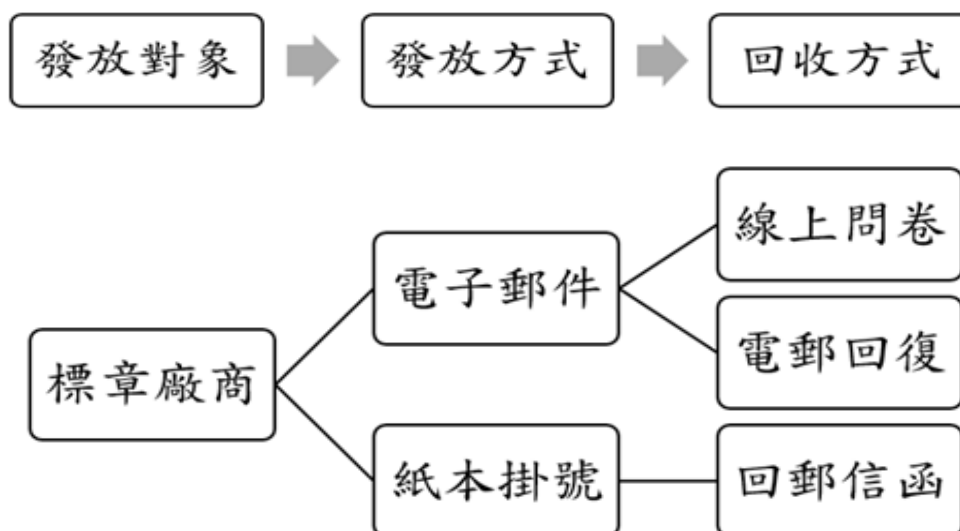 發放對象
發放方式
回收方式
線上問卷
電子郵件
電郵回復
標章廠商
紙本掛號
回郵信函